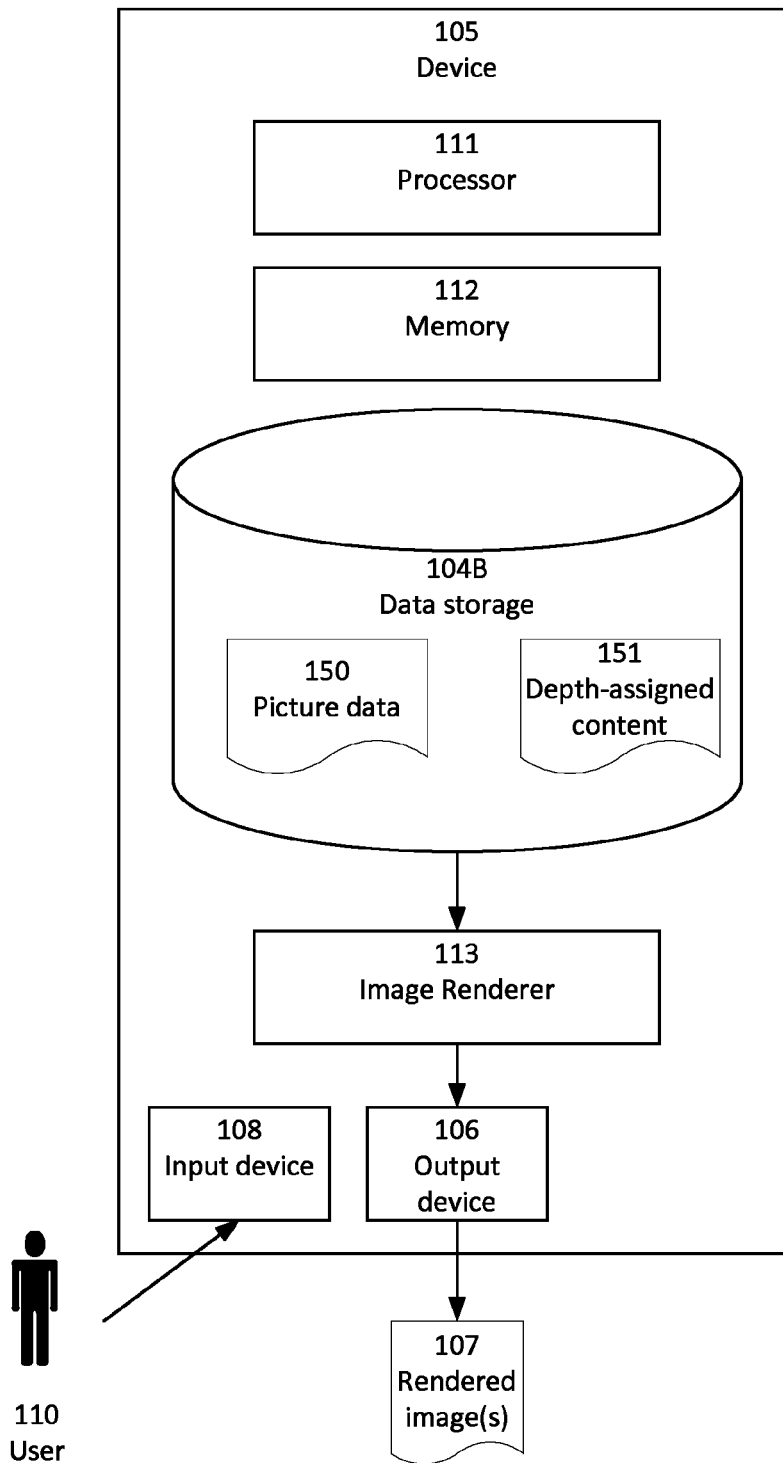 105
Device
111
Processor
112
Memory
104B
Data storage
150
Picture data
151
Depth-assigned
content
113
Image Renderer
108
Input device
106
Output
device
107
Rendered
image(s)
110
User